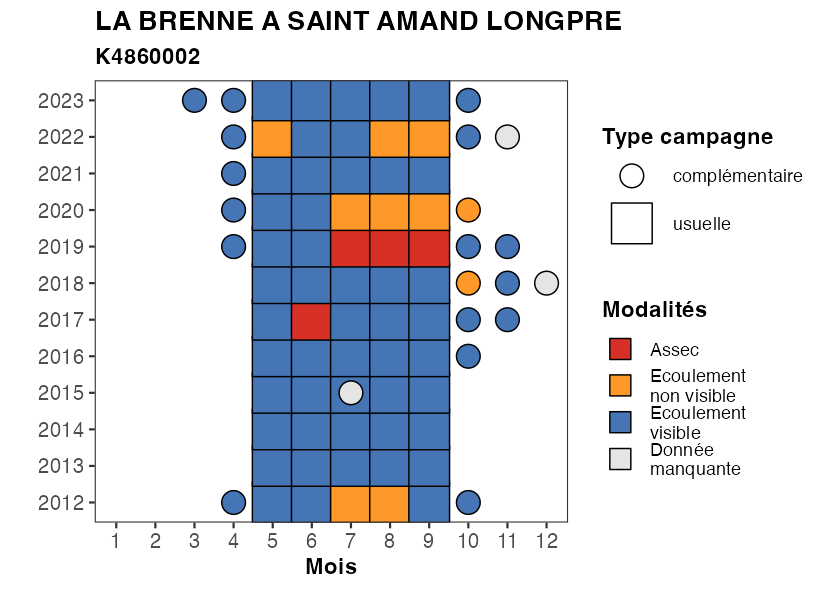 LA BRENNE A SAINT AMAND LONGPRE
K4860002
2023
2022
2021
2020
2019
2018
2017
2016
2015
2014
2013
2012
1 2 3 4 5 6 7 8 9 10 11 12
Mois
Type campagne
complémentaire
usuelle
Modalités
Assec
Ecoulement
non visible
Ecoulement
visible
Donnée
manquante